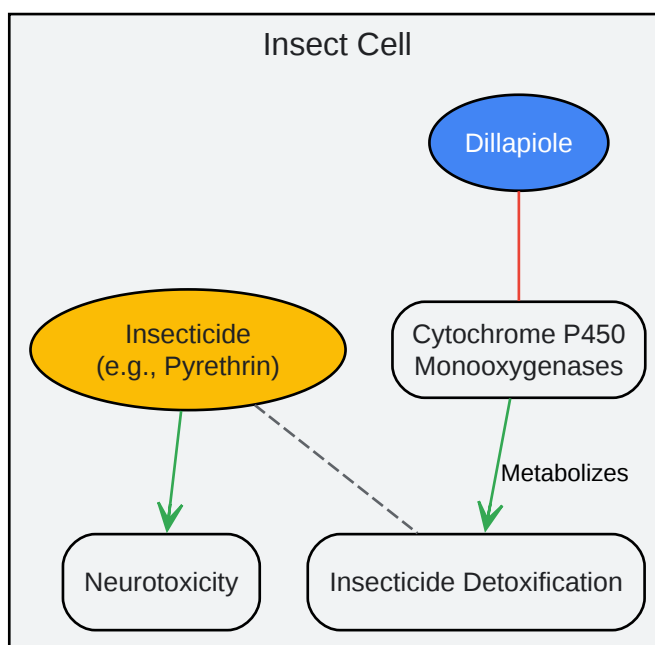 Insect Cell
Dillapiole
Insecticide
(e.g., Pyrethrin)
Cytochrome P450
Monooxygenases
Metabolizes
Neurotoxicity
Insecticide Detoxification